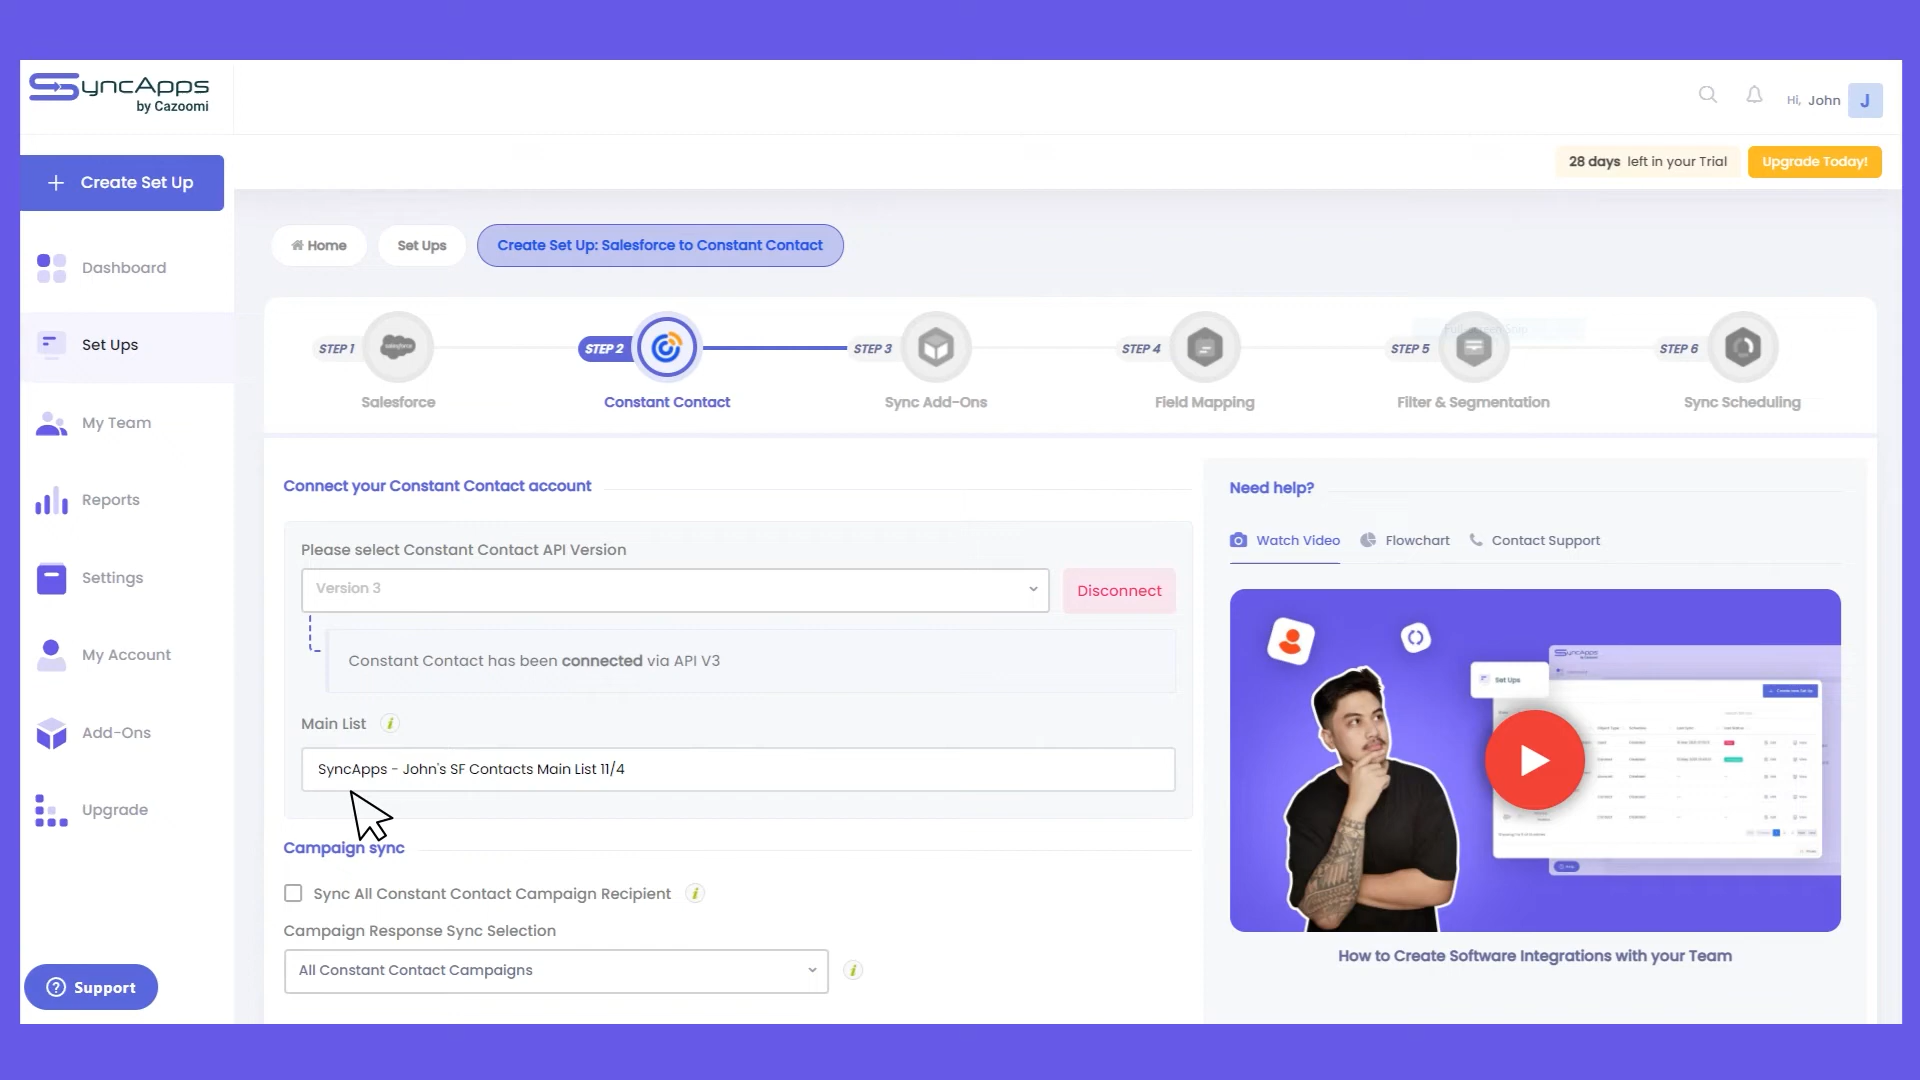 SyncApps
by Cazoomi
Hi, John
J
28 days left in your Trial
Upgrade Today!
Create Set Up
Dashboard
Set Ups
My Team
Reports
Settings
My Account
Add-Ons
Upgrade
Support
Home
Set Ups
Create Set Up: Salesforce to Constant Contact
STEP 1
STEP 2
STEP 3
STEP 4
STEP 5
STEP 6
Salesforce
Constant Contact
Sync Add-Ons
Field Mapping
Filter & Segmentation
Sync Scheduling
Connect your Constant Contact account
Please select Constant Contact API Version
Version 3
Disconnect
Constant Contact has been connected via API V3
Main List
SyncApps - John's SF Contacts Main List 11/4
Campaign sync
Sync All Constant Contact Campaign Recipient
Campaign Response Sync Selection
All Constant Contact Campaigns
Need help?
Watch Video
Flowchart
Contact Support
SyncApps
Set Ups
How to Create Software Integrations with your Team